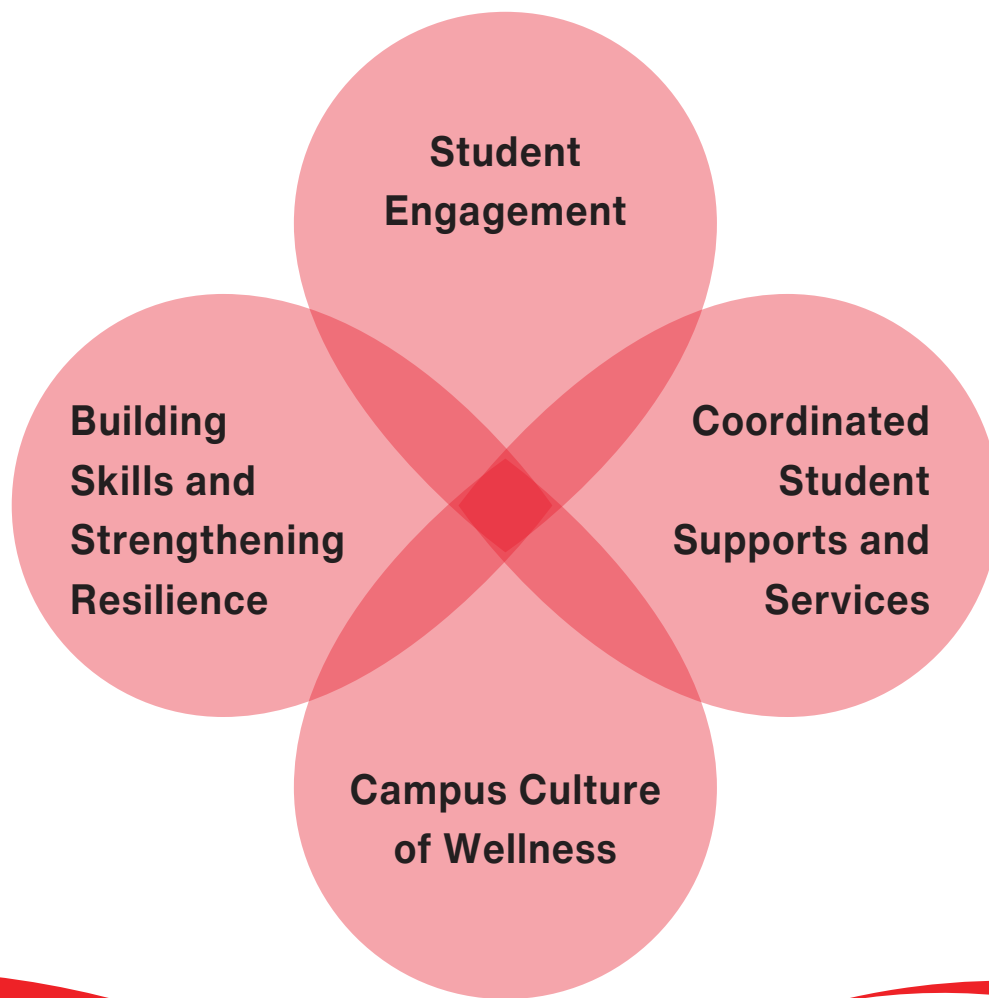 Student
Engagement
Building
Skills and
Strengthening
Resilience
Coordinated
Student
Supports and
Services
Campus Culture
of Wellness